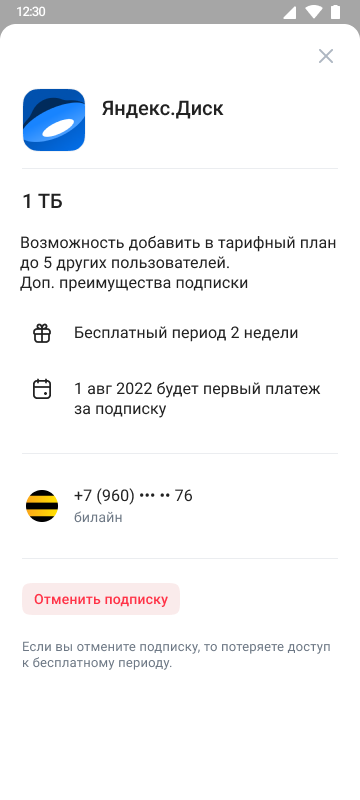 12:30
Яндекс.Диск
1 ТБ
Возможность добавить в тарифный план
до 5 других пользователей.
Доп. преимущества подписки
Бесплатный период 2 недели
1 авг 2022 будет первый платеж
за подписку
+7 (960) ••• •• 76
билайн
Отменить подписку
Если вы отмените подписку, то потеряете доступ
к бесплатному периоду.